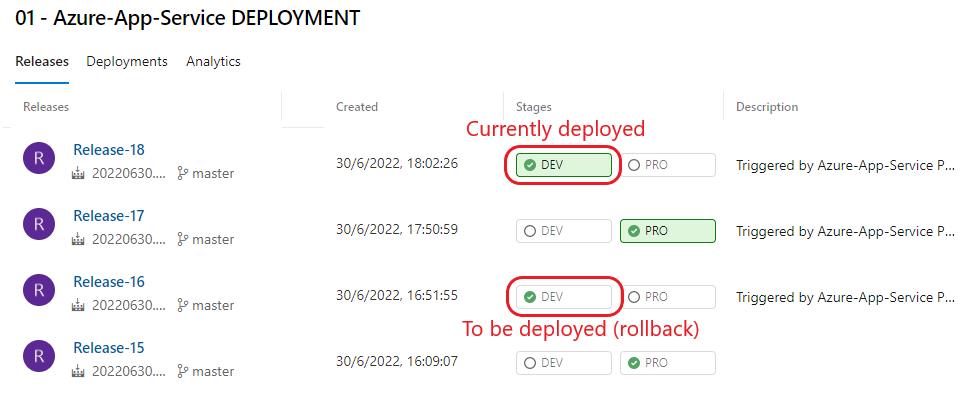 01 - Azure-App-Service DEPLOYMENT
Releases Deployments Analytics
Releases Created Stages Description
Currently deployed
R Release-18 30/6/2022, 18:02:26 DEV PRO Triggered by Azure-App-Service P...
20220630.... master
R Release-17 30/6/2022, 17:50:59 DEV PRO Triggered by Azure-App-Service P...
20220630.... master
R Release-16 30/6/2022, 16:51:55 DEV PRO Triggered by Azure-App-Service P...
20220630.... master
To be deployed (rollback)
R Release-15 30/6/2022, 16:09:07 DEV PRO
20220630.... master